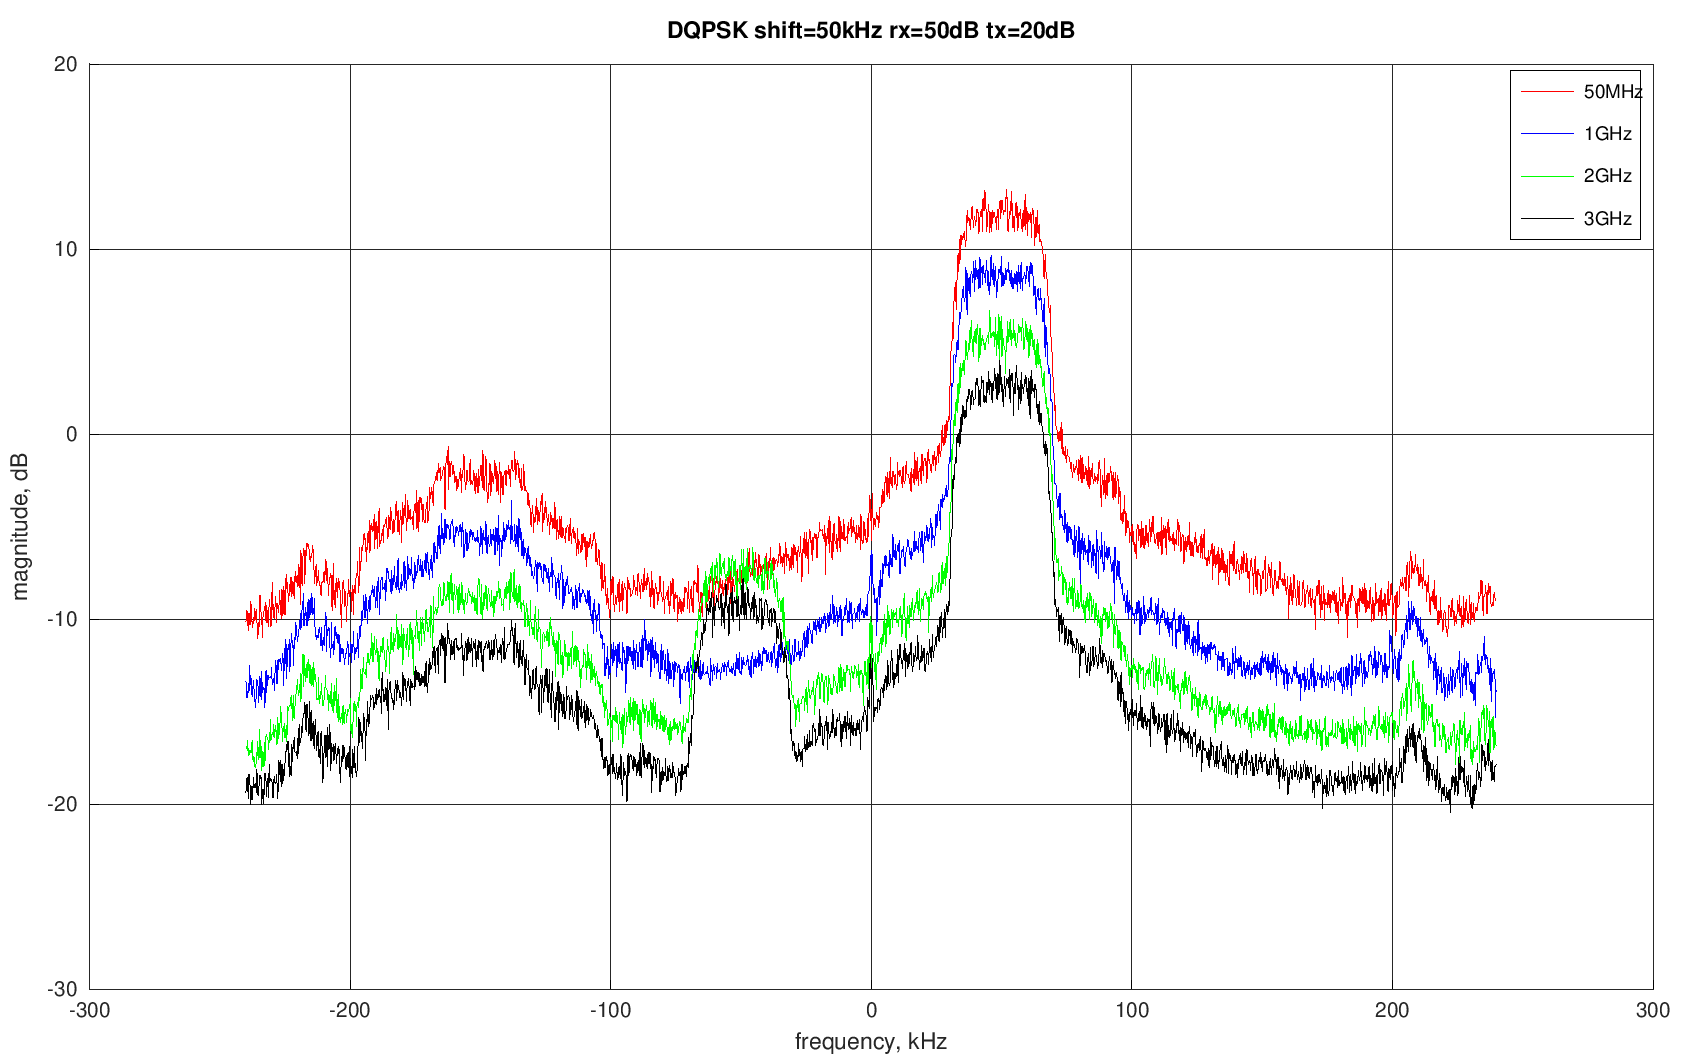 DQPSK shift=50kHz rx=50dB tx=20dB
20
10
0
-10
-20
-30
magnitude, dB
50MHz
1GHz
2GHz
3GHz
-300
-200
-100
0
100
200
300
frequency, kHz